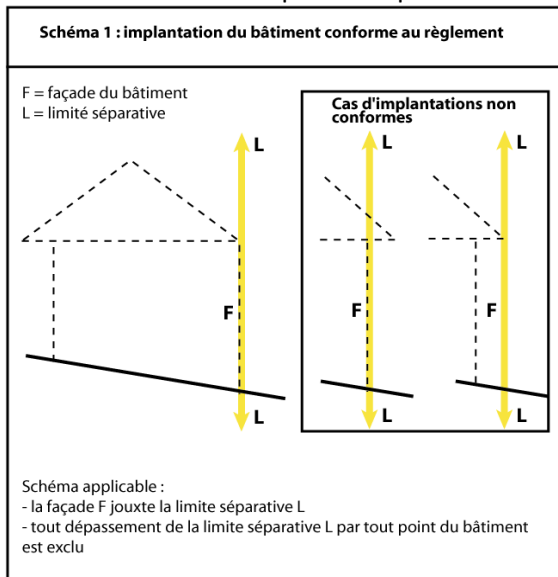 Schéma 1 : implantation du bâtiment conforme au règlement
F = façade du bâtiment
L = limité séparative
Cas d'implantations non
conformes
L
L
L
F
F
F
L
L
L
Schéma applicable :
- la façade F jouxte la limite séparative L
- tout dépassement de la limite séparative L par tout point du bâtiment
est exclu